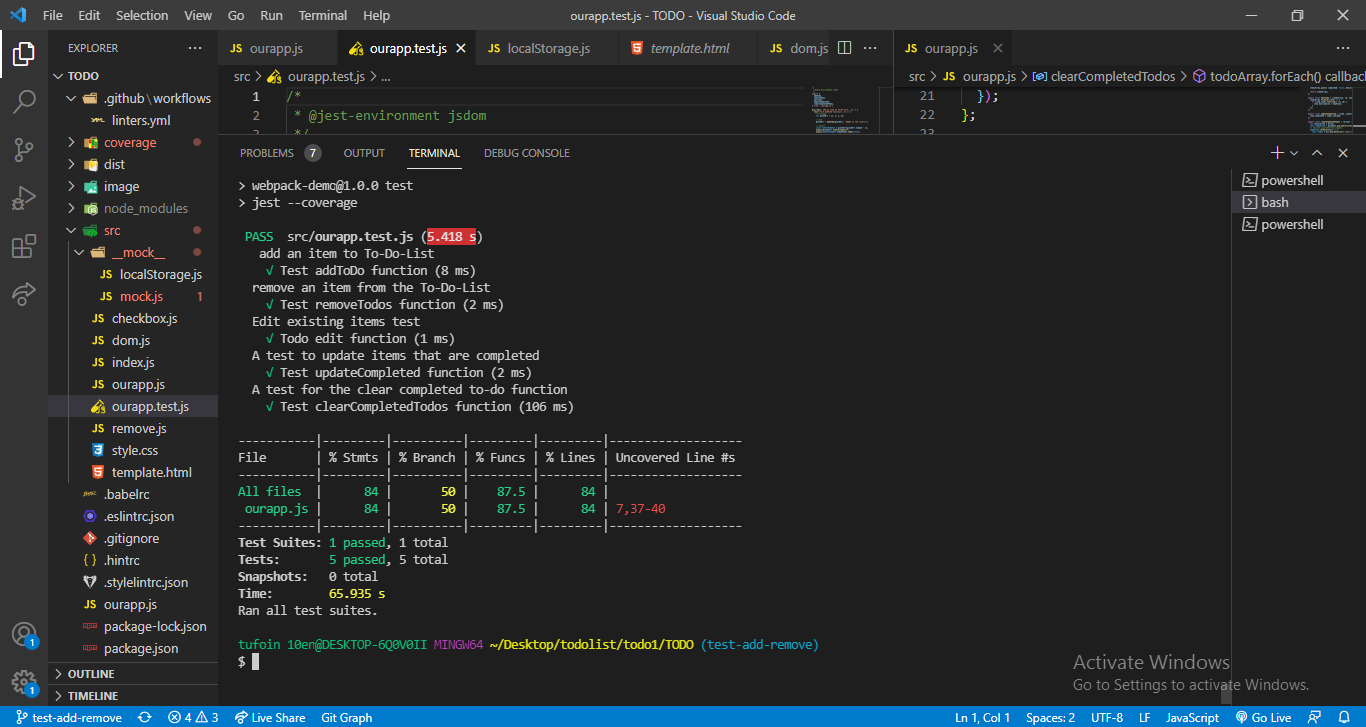 File Edit Selection View Go Run Terminal Help ourapp.test.js - TODO - Visual Studio Code
EXPLORER
TODO
.github\workflows
linters.yml
coverage
dist
image
node_modules
src
__mock__
localStorage.js
mock.js 1
checkbox.js
dom.js
index.js
ourapp.js
ourapp.test.js
remove.js
style.css
template.html
.babelrc
.eslintrc.json
.gitignore
.hintrc
.stylelintrc.json
ourapp.js
package-lock.json
package.json
OUTLINE
TIMELINE
JS ourapp.js ourapp.test.js JS localStorage.js template.html JS dom.js JS ourapp.js
src > ourapp.test.js > ...
1 /*
2 * @jest-environment jsdom
src > JS ourapp.js > clearCompletedTodos > todoArray.forEach() callback
21 });
22 };
PROBLEMS 7 OUTPUT TERMINAL DEBUG CONSOLE
> webpack-demo@1.0.0 test
> jest --coverage
PASS src/ourapp.test.js (5.418 s)
add an item to To-Do-List
√ Test addToDo function (8 ms)
remove an item from the To-Do-List
√ Test removeTodos function (2 ms)
Edit existing items test
√ Todo edit function (1 ms)
A test to update items that are completed
√ Test updateCompleted function (2 ms)
A test for the clear completed to-do function
√ Test clearCompletedTodos function (106 ms)
-----------|---------|----------|---------|---------|-------------------
File | % Stmts | % Branch | % Funcs | % Lines | Uncovered Line #s
-----------|---------|----------|---------|---------|-------------------
All files | 84 | 50 | 87.5 | 84 |
ourapp.js | 84 | 50 | 87.5 | 84 | 7,37-40
-----------|---------|----------|---------|---------|-------------------
Test Suites: 1 passed, 1 total
Tests: 5 passed, 5 total
Snapshots: 0 total
Time: 65.935 s
Ran all test suites.
tufoin 10en@DESKTOP-6Q0V0II MINGW64 ~/Desktop/todolist/todo1/TODO (test-add-remove)
$
powershell
bash
powershell
Activate Windows
Go to Settings to activate Windows.
test-add-remove 4 3 Live Share Git Graph Ln 1, Col 1 Spaces: 2 UTF-8 LF JavaScript Go Live